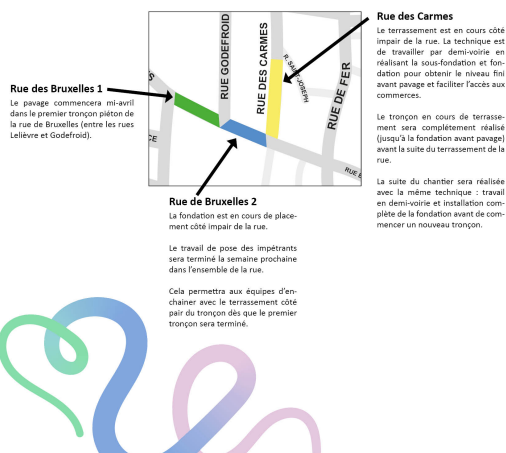 Rue des Bruxelles 1
Le pavage commencera mi-avril
dans le premier tronçon piéton de
la rue de Bruxelles (entre les rues
Lelièvre et Godefroid).
S
CE
RUE GODEFROID
RUE DES CARMES
R. SAINT-JOSEPH
RUE DE FER
RUE E
Rue de Bruxelles 2
La fondation est en cours de place-
ment côté impair de la rue.
Le travail de pose des impétrants
sera terminé la semaine prochaine
dans l'ensemble de la rue.
Cela permettra aux équipes d'en-
chainer avec le terrassement côté
pair du tronçon dès que le premier
tronçon sera terminé.
Rue des Carmes
Le terrassement est en cours côté
impair de la rue. La technique est
de travailler par demi-voirie en
réalisant la sous-fondation et fon-
dation pour obtenir le niveau fini
avant pavage et faciliter l'accès aux
commerces.
Le tronçon en cours de terrasse-
ment sera complètement réalisé
(jusqu'à la fondation avant pavage)
avant la suite du terrassement de la
rue.
La suite du chantier sera réalisée
avec la même technique : travail
en demi-voirie et installation com-
plète de la fondation avant de com-
mencer un nouveau tronçon.